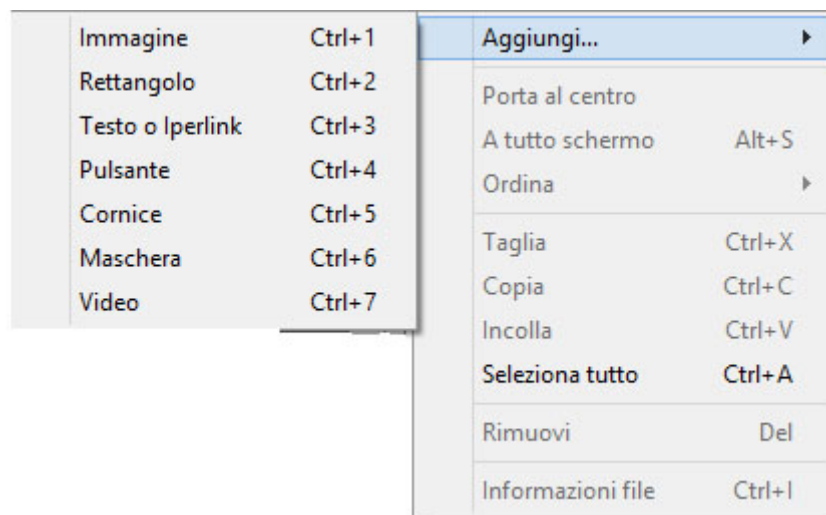 Immagine Ctrl+1
Rettangolo Ctrl+2
Testo o Iperlink Ctrl+3
Pulsante Ctrl+4
Cornice Ctrl+5
Maschera Ctrl+6
Video Ctrl+7
Aggiungi...
Porta al centro
A tutto schermo Alt+S
Ordina
Taglia Ctrl+X
Copia Ctrl+C
Incolla Ctrl+V
Seleziona tutto Ctrl+A
Rimuovi Del
Informazioni file Ctrl+I